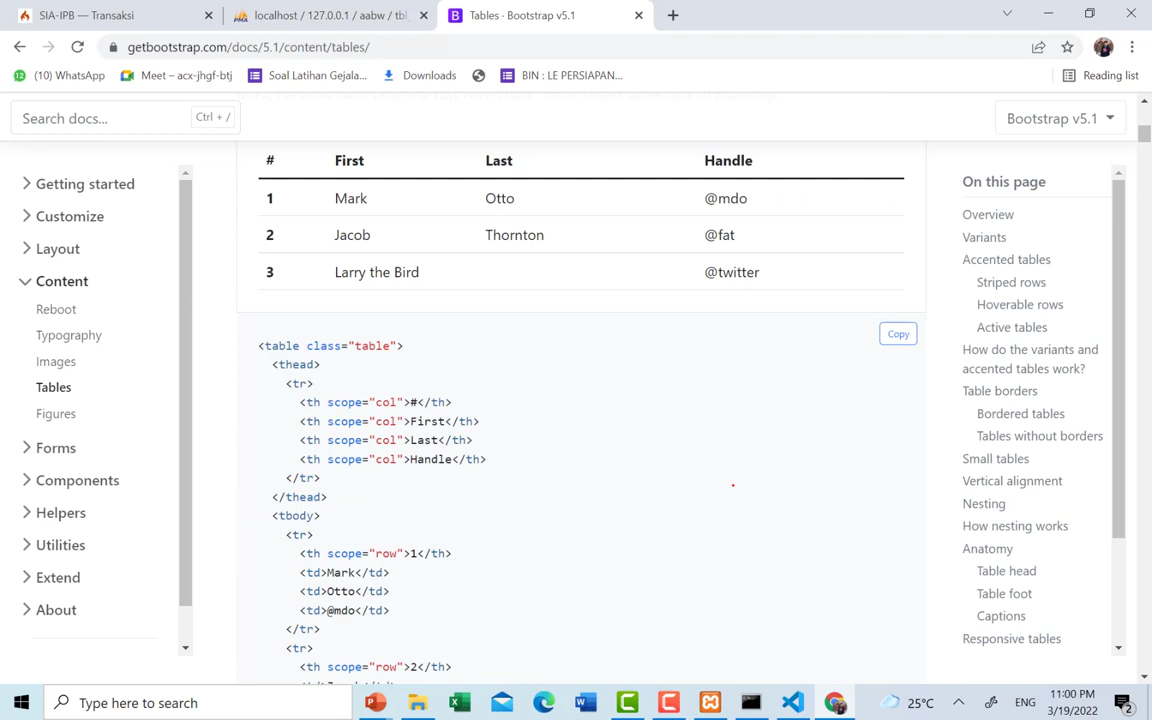 SIA-IPB — Transaksi
localhost / 127.0.0.1 / aabw / tbl_
Tables · Bootstrap v5.1
getbootstrap.com/docs/5.1/content/tables/
(10) WhatsApp
Meet – acx-jhgf-btj
Soal Latihan Gejala...
Downloads
BIN : LE PERSIAPAN...
Reading list
Search docs...
Ctrl + /
Bootstrap v5.1
Getting started
Customize
Layout
Content
Reboot
Typography
Images
Tables
Figures
Forms
Components
Helpers
Utilities
Extend
About
# First Last Handle
1 Mark Otto @mdo
2 Jacob Thornton @fat
3 Larry the Bird @twitter
Copy
<table class="table">
<thead>
<tr>
<th scope="col">#</th>
<th scope="col">First</th>
<th scope="col">Last</th>
<th scope="col">Handle</th>
</tr>
</thead>
<tbody>
<tr>
<th scope="row">1</th>
<td>Mark</td>
<td>Otto</td>
<td>@mdo</td>
</tr>
<tr>
<th scope="row">2</th>
On this page
Overview
Variants
Accented tables
Striped rows
Hoverable rows
Active tables
How do the variants and
accented tables work?
Table borders
Bordered tables
Tables without borders
Small tables
Vertical alignment
Nesting
How nesting works
Anatomy
Table head
Table foot
Captions
Responsive tables
Type here to search
25°C
ENG
11:00 PM
3/19/2022
2